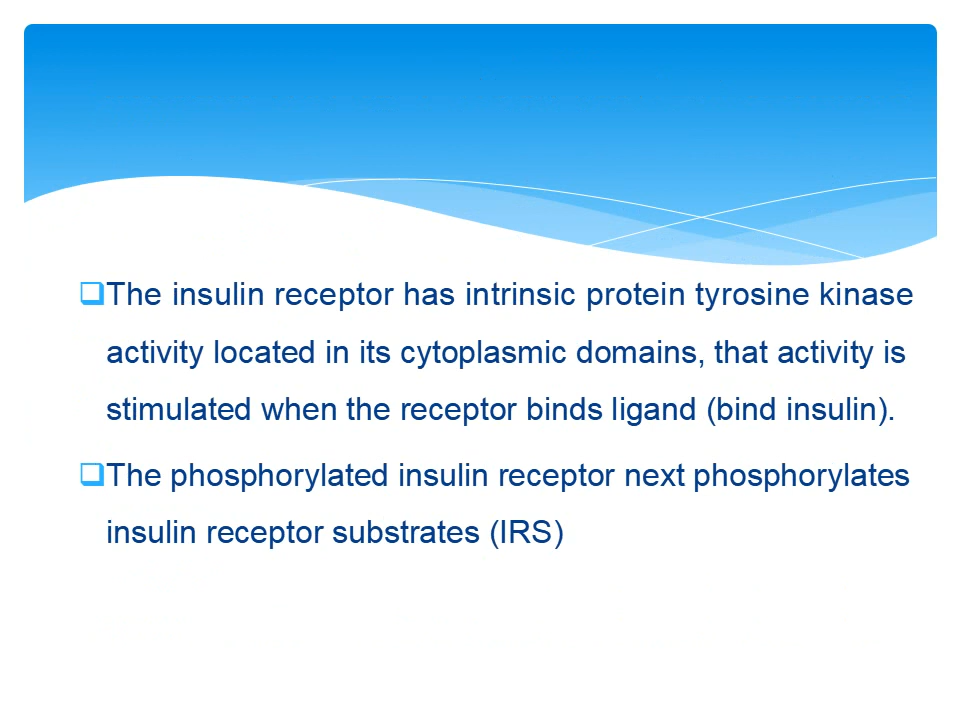 The insulin receptor has intrinsic protein tyrosine kinase
activity located in its cytoplasmic domains, that activity is
stimulated when the receptor binds ligand (bind insulin).
The phosphorylated insulin receptor next phosphorylates
insulin receptor substrates (IRS)